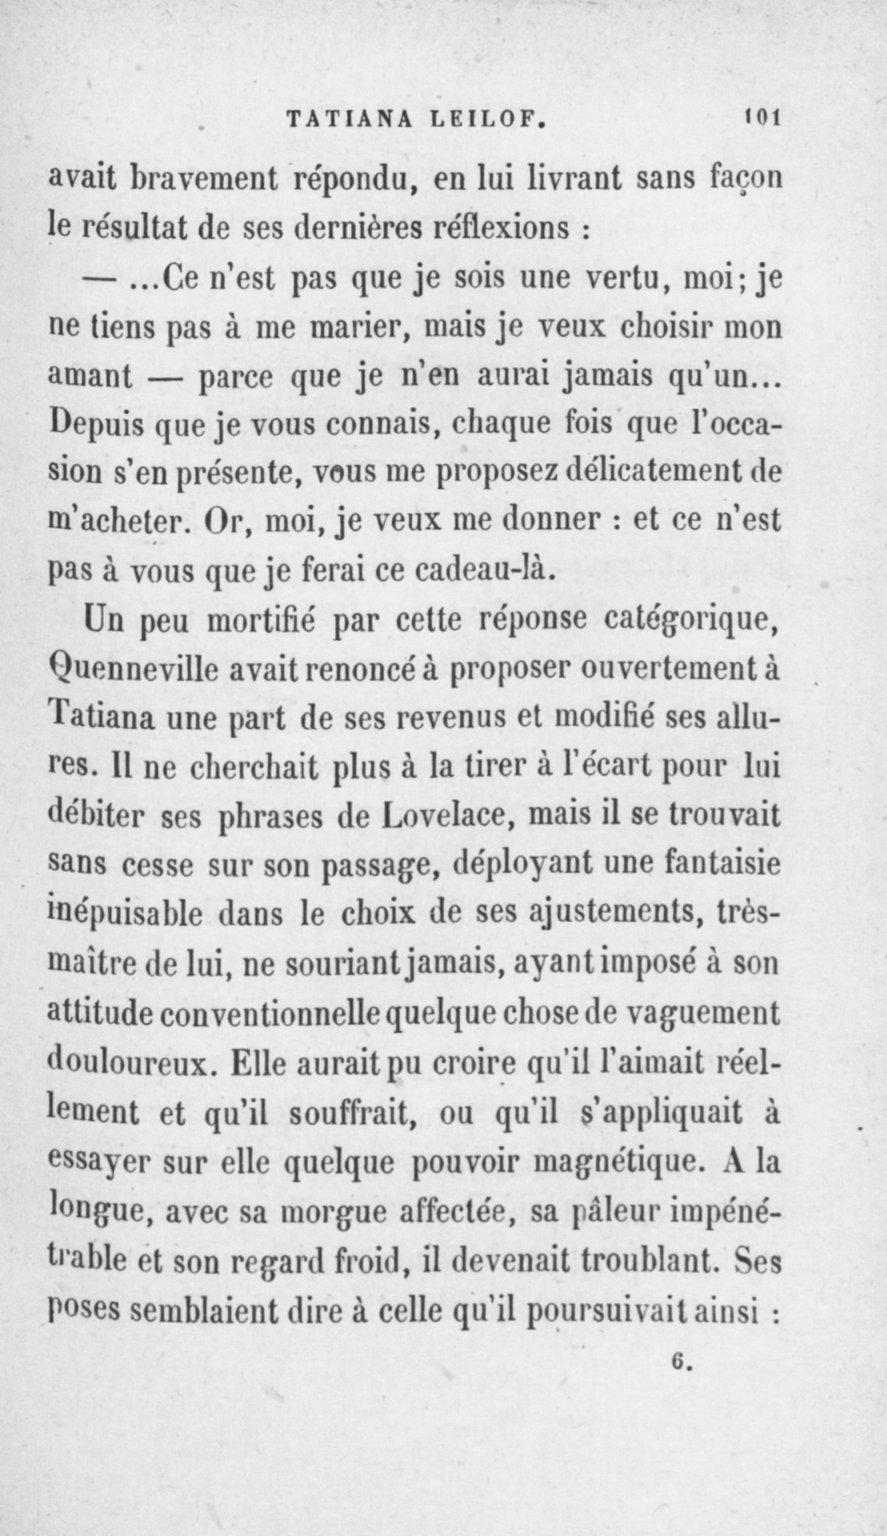 TATIANA LEILOF. 101
avait bravement répondu, en lui livrant sans façon
le résultat de ses dernières réflexions :
— ...Ce n'est pas que je sois une vertu, moi; je
ne tiens pas à me marier, mais je veux choisir mon
amant — parce que je n'en aurai jamais qu'un...
Depuis que je vous connais, chaque fois que l'occa-
sion s'en présente, vous me proposez délicatement de
m'acheter. Or, moi, je veux me donner : et ce n'est
pas à vous que je ferai ce cadeau-là.
Un peu mortifié par cette réponse catégorique,
Quenneville avait renoncé à proposer ouvertement à
Tatiana une part de ses revenus et modifié ses allu-
res. Il ne cherchait plus à la tirer à l'écart pour lui
débiter ses phrases de Lovelace, mais il se trouvait
sans cesse sur son passage, déployant une fantaisie
inépuisable dans le choix de ses ajustements, très-
maître de lui, ne souriant jamais, ayant imposé à son
attitude conventionnelle quelque chose de vaguement
douloureux. Elle aurait pu croire qu'il l'aimait réel-
lement et qu'il souffrait, ou qu'il s'appliquait à
essayer sur elle quelque pouvoir magnétique. A la
longue, avec sa morgue affectée, sa pâleur impéné-
trable et son regard froid, il devenait troublant. Ses
poses semblaient dire à celle qu'il poursuivait ainsi :
6.